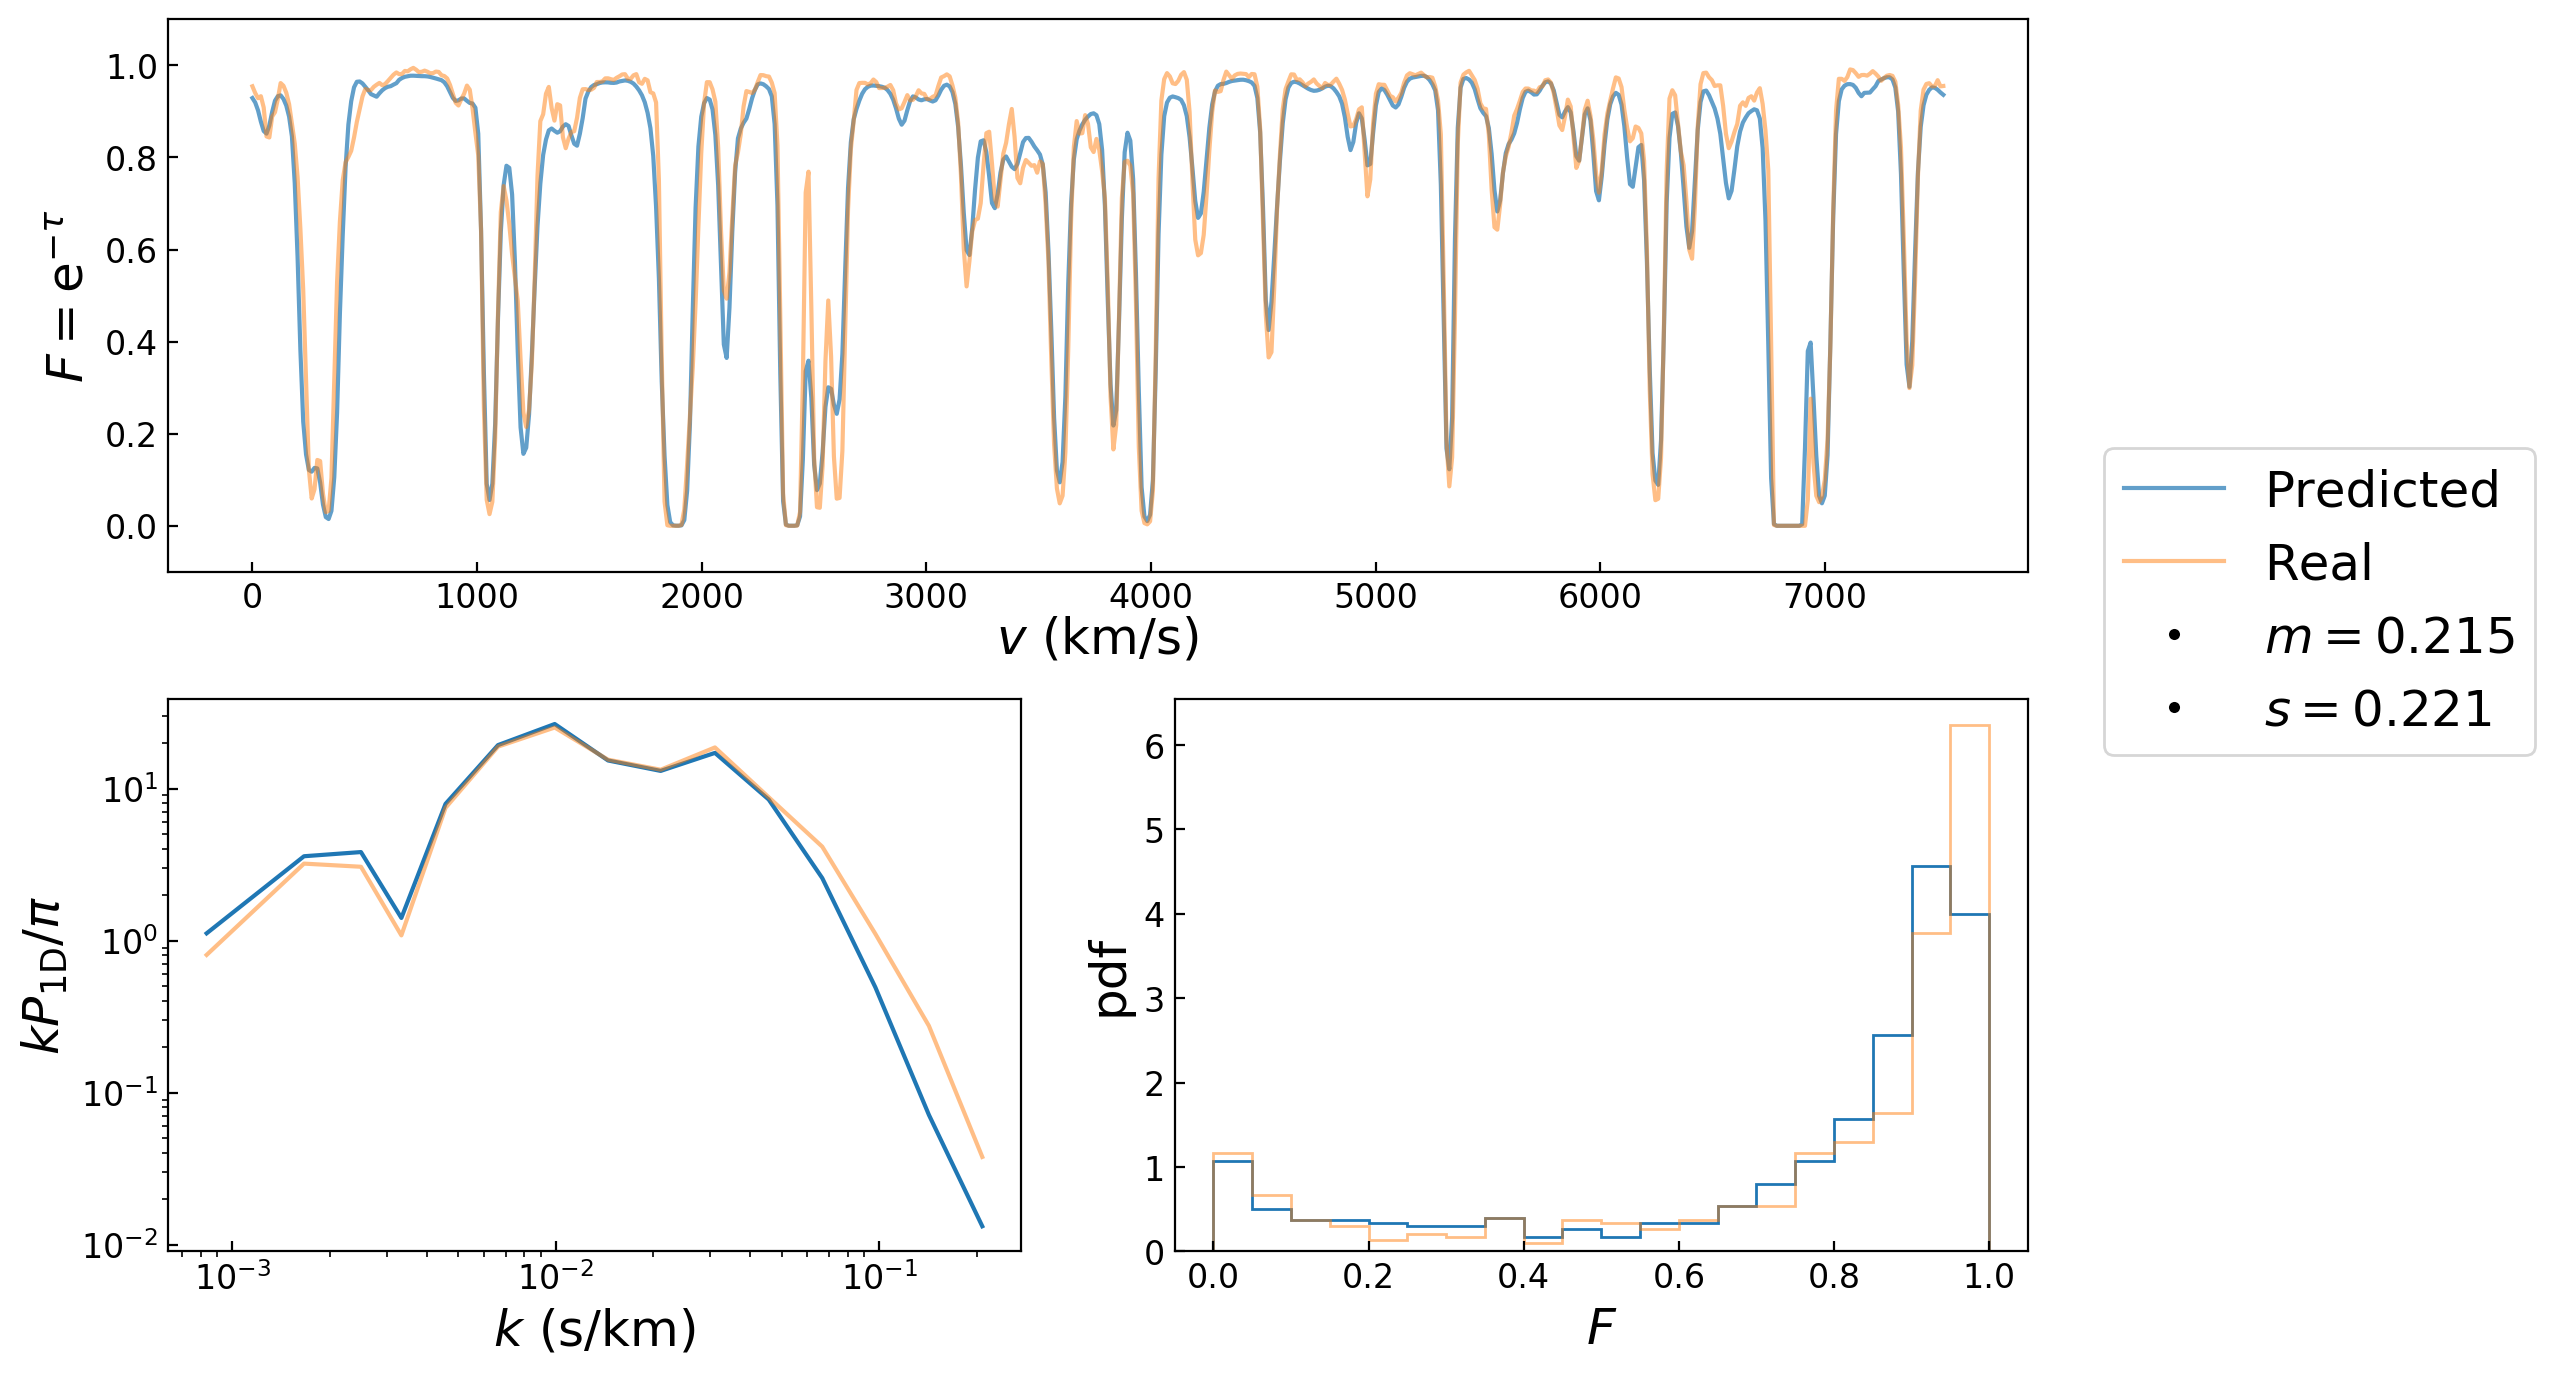 F = e^{−τ}
1.0
0.8
0.6
0.4
0.2
0.0
0 1000 2000 3000 4000 5000 6000 7000
v (km/s)
Predicted
Real
m = 0.215
s = 0.221
kP_{1D}/π
10^1
10^0
10^{−1}
10^{−2}
10^{−3} 10^{−2} 10^{−1}
k (s/km)
pdf
6
5
4
3
2
1
0
0.0 0.2 0.4 0.6 0.8 1.0
F